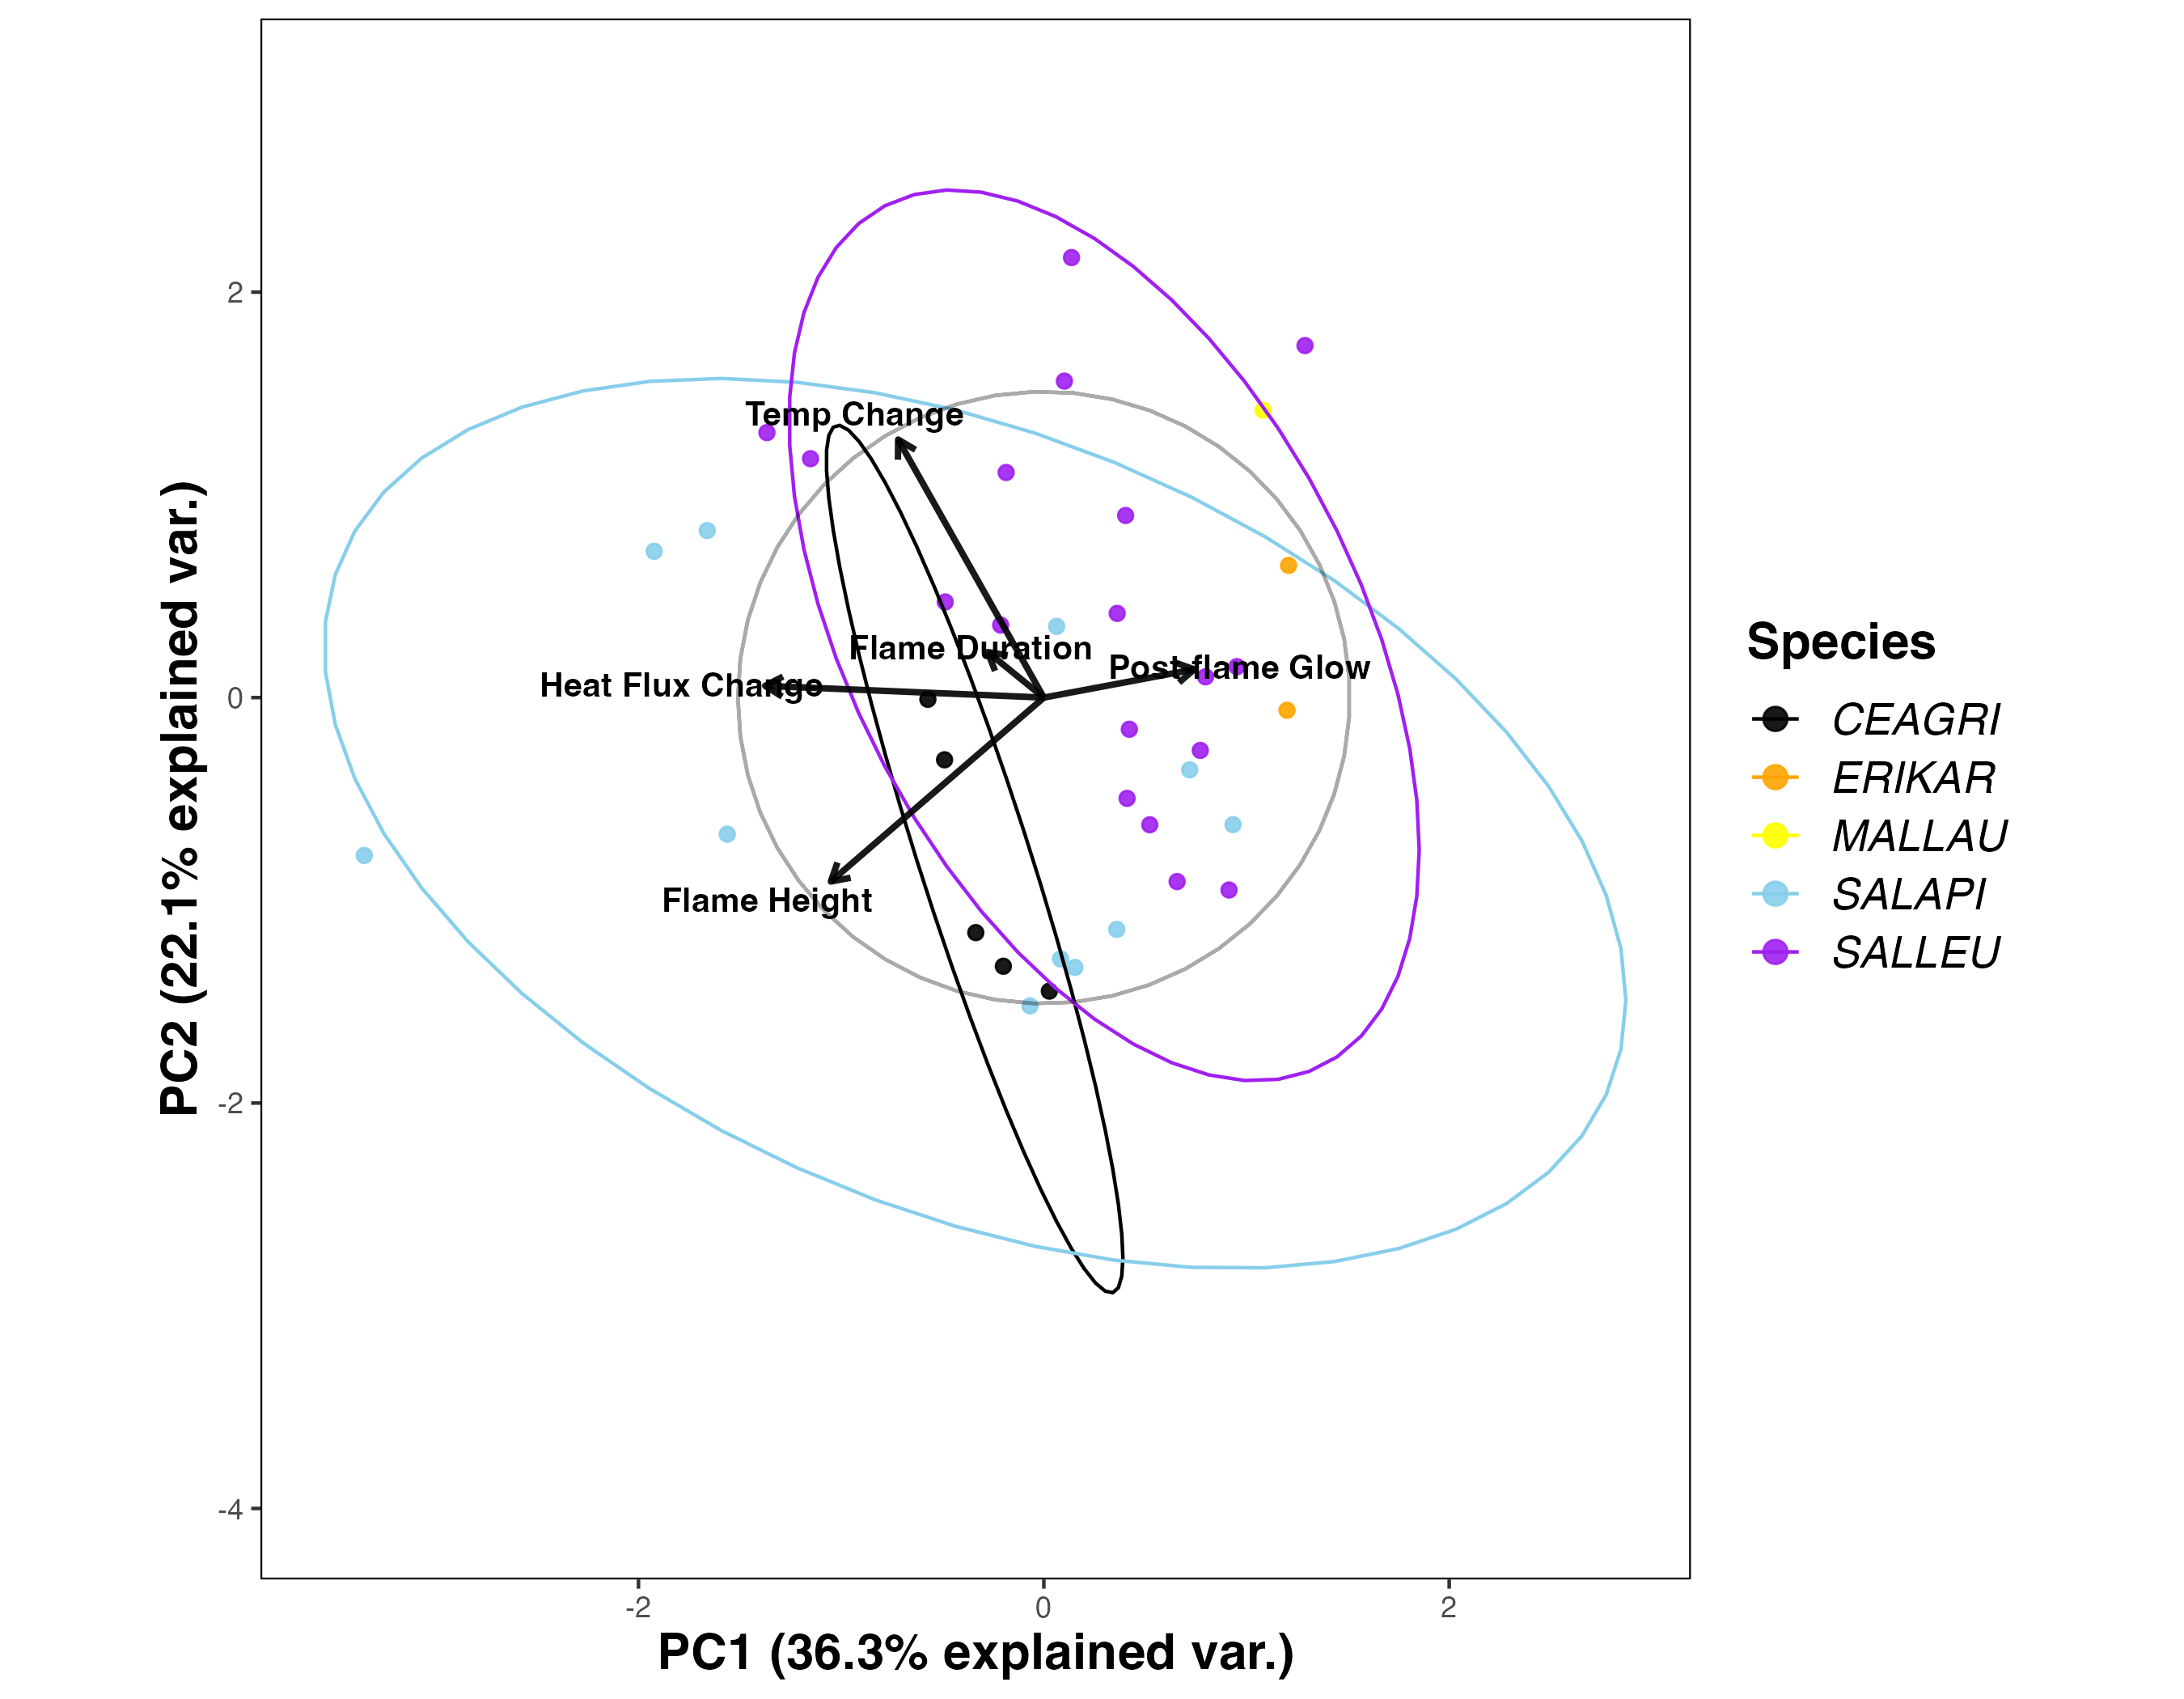 Temp Change
Flame Duration
Post-flame Glow
Heat Flux Change
Flame Height
2
0
-2
-4
PC2 (22.1% explained var.)
-2
0
2
PC1 (36.3% explained var.)
Species
CEAGRI
ERIKAR
MALLAU
SALAPI
SALLEU